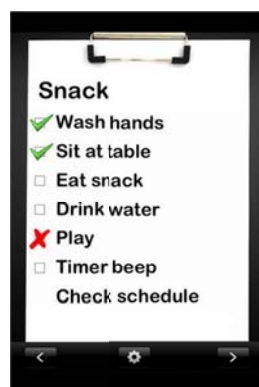 Snack
Wash hands
Sit at table
Eat snack
Drink water
Play
Timer beep
Check schedule